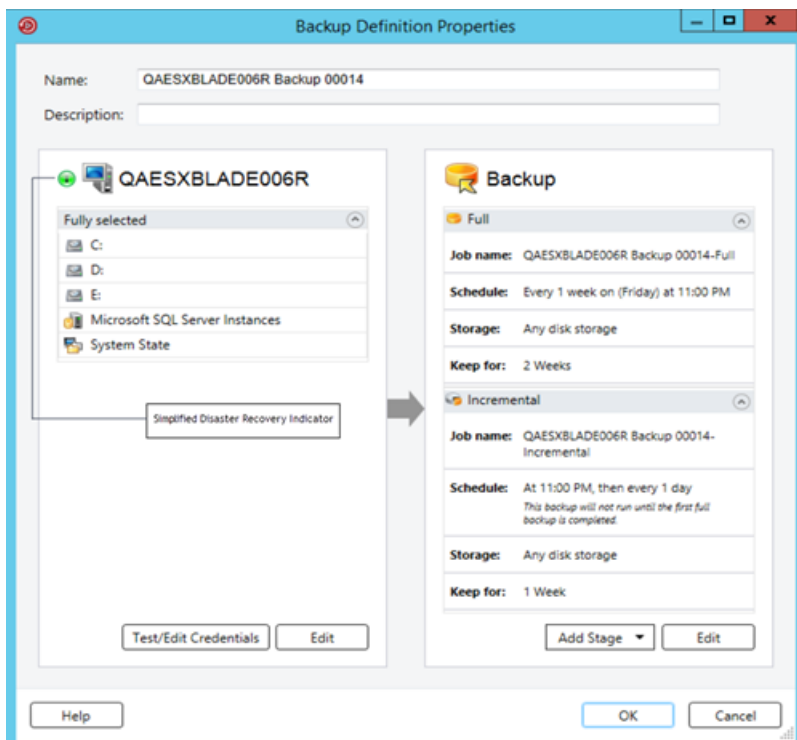 Backup Definition Properties
Name: QAESXBLADE006R Backup 00014
Description:
QAESXBLADE006R
Fully selected
C:
D:
E:
Microsoft SQL Server Instances
System State
Simplified Disaster Recovery Indicator
Test/Edit Credentials Edit
Backup
Full
Job name: QAESXBLADE006R Backup 00014-Full
Schedule: Every 1 week on (Friday) at 11:00 PM
Storage: Any disk storage
Keep for: 2 Weeks
Incremental
Job name: QAESXBLADE006R Backup 00014-
Incremental
Schedule: At 11:00 PM, then every 1 day
This backup will not run until the first full
backup is completed.
Storage: Any disk storage
Keep for: 1 Week
Add Stage Edit
Help OK Cancel